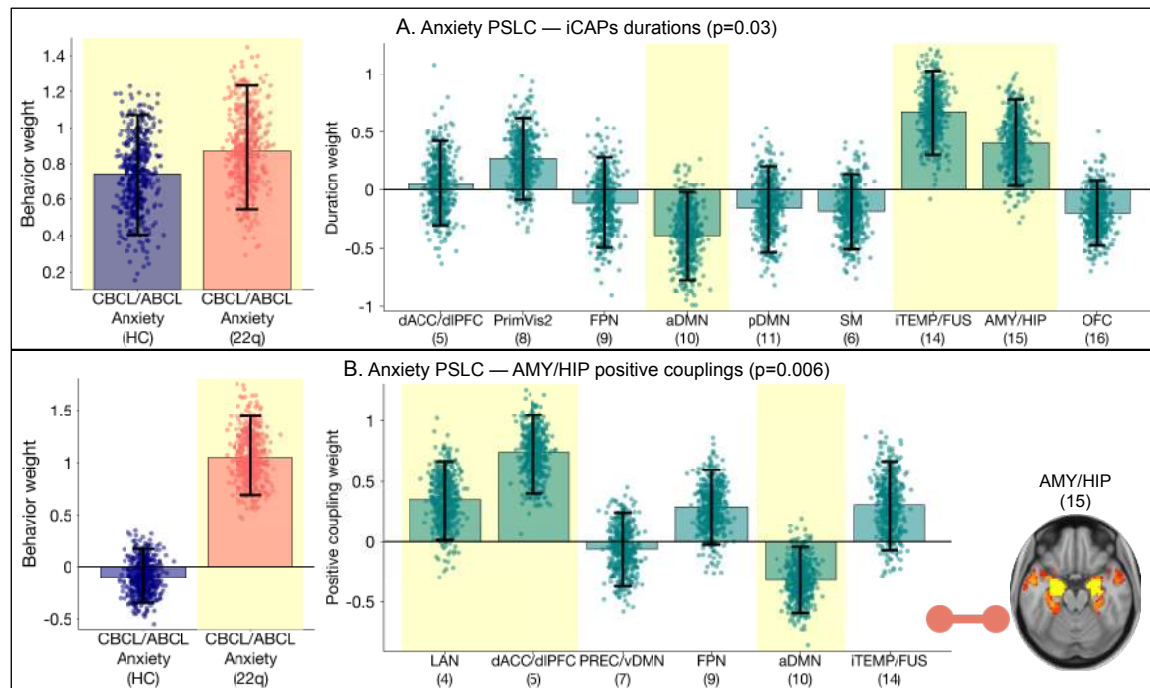 A. Anxiety PSLC — iCAPs durations (p=0.03)
Behavior weight
1.4
1.2
1
0.8
0.6
0.4
0.2
CBCL/ABCL
Anxiety
(HC)
CBCL/ABCL
Anxiety
(22q)
Duration weight
1
0.5
0
-0.5
-1
dACC/dlPFC
(5)
PrimVis2
(8)
FPN
(9)
aDMN
(10)
pDMN
(11)
SM
(6)
iTEMP/FUS
(14)
AMY/HIP
(15)
OFC
(16)
B. Anxiety PSLC — AMY/HIP positive couplings (p=0.006)
Behavior weight
1.5
1
0.5
0
-0.5
CBCL/ABCL
Anxiety
(HC)
CBCL/ABCL
Anxiety
(22q)
Positive coupling weight
1
0.5
0
-0.5
LAN
(4)
dACC/dlPFC
(5)
PREC/vDMN
(7)
FPN
(9)
aDMN
(10)
iTEMP/FUS
(14)
AMY/HIP
(15)